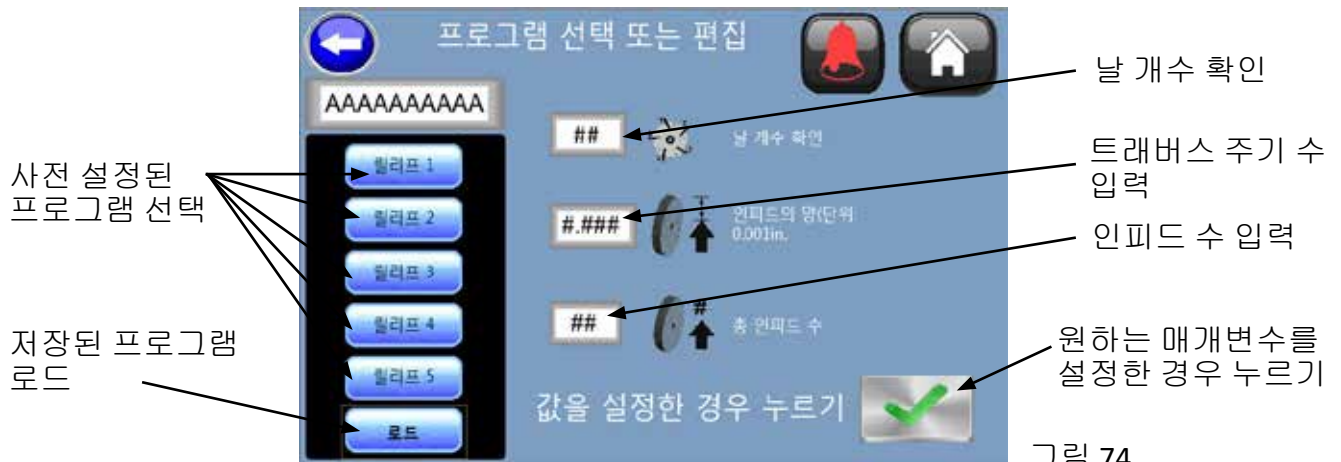 프로그램 선택 또는 편집
AAAAAAAAAA
##
날 개수 확인
날 개수 확인
트래버스 주기 수
입력
릴리프 1
릴리프 2
릴리프 3
릴리프 4
릴리프 5
로드
사전 설정된
프로그램 선택
저장된 프로그램
로드
#.###
인피드의 양(단위
0.001in.
인피드 수 입력
##
#
총 인피드 수
값을 설정한 경우 누르기
원하는 매개변수를
설정한 경우 누르기
그림 74